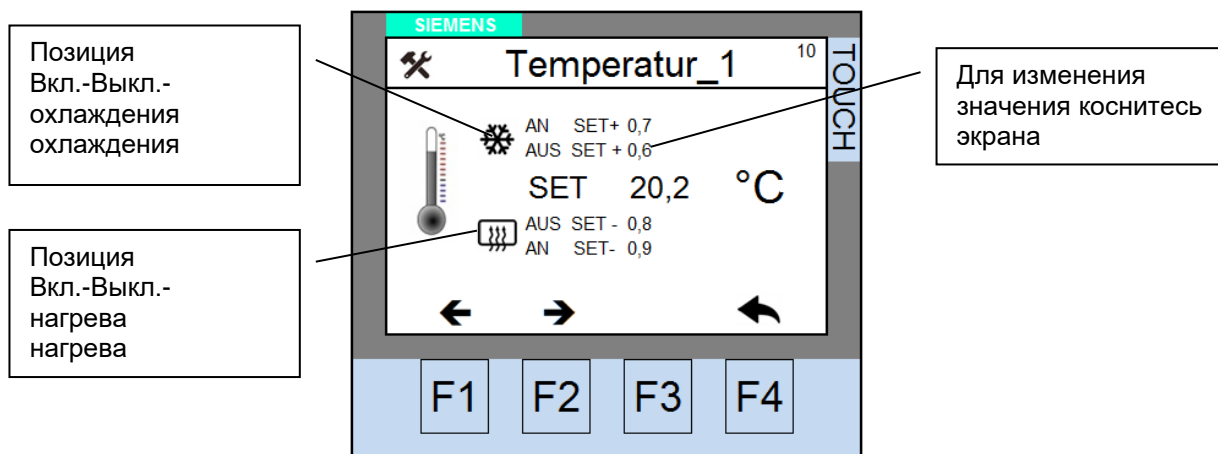 Позиция
Вкл.-Выкл.-
охлаждения
охлаждения
Позиция
Вкл.-Выкл.-
нагрева
нагрева
SIEMENS
Temperatur_1
10
TOUCH
AN SET+ 0,7
AUS SET + 0,6
SET 20,2 °C
AUS SET - 0,8
AN SET- 0,9
F1 F2 F3 F4
Для изменения
значения коснитесь
экрана